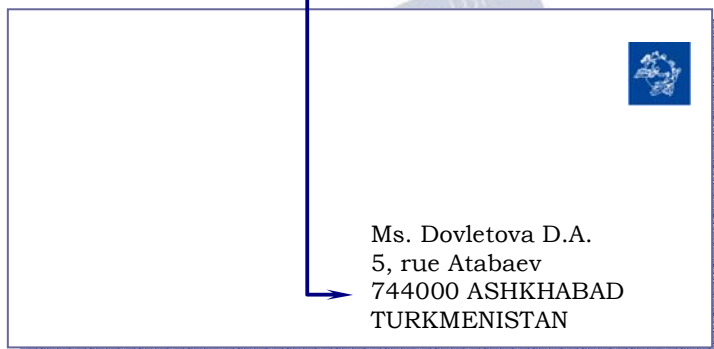 Ms. Dovletova D.A.
5, rue Atabaev
744000 ASHKHABAD
TURKMENISTAN